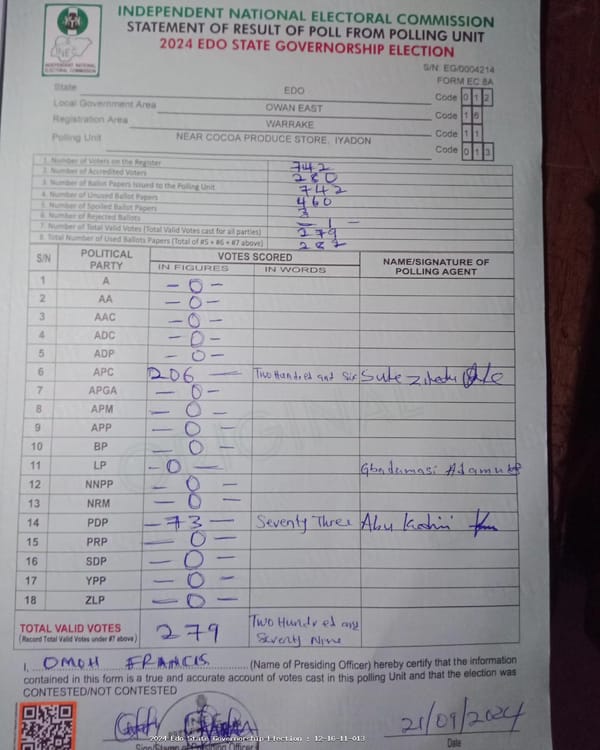 INDEPENDENT NATIONAL ELECTORAL COMMISSION
STATEMENT OF RESULT OF POLL FROM POLLING UNIT
2024 EDO STATE GOVERNORSHIP ELECTION
INEC
INDEPENDENT NATIONAL ELECTORAL COMMISSION
S/N: EG/0004214
FORM EC 8A
State EDO Code 0 1 2
Local Government Area OWAN EAST Code 1 6
Registration Area WARRAKE Code 1 1
Polling Unit NEAR COCOA PRODUCE STORE, IYADON Code 0 1 3
1. Number of Voters on the Register 742
2. Number of Accredited Voters 280
3. Number of Ballot Papers Issued to the Polling Unit 742
4. Number of Unused Ballot Papers 460
5. Number of Spoiled Ballot Papers 3
6. Number of Rejected Ballots - 1 -
7. Number of Total Valid Votes (Total Valid Votes cast for all parties) 279
8. Total Number of Used Ballots Papers (Total of #5 + #6 + #7 above) 282
S/N POLITICAL PARTY VOTES SCORED NAME/SIGNATURE OF POLLING AGENT
IN FIGURES IN WORDS
1 A - 0 -
2 AA - 0 -
3 AAC - 0 -
4 ADC - 0 -
5 ADP - 0 -
6 APC 206 - Two Hundred and Six
7 APGA - 0 -
8 APM - 0 -
9 APP - 0 -
10 BP - 0 -
11 LP - 0 - Gbadamasi Adamu
12 NNPP - 0 -
13 NRM - 0 -
14 PDP - 73 - Seventy Three Abu
15 PRP - 0 -
16 SDP - 0 -
17 YPP - 0 -
18 ZLP - 0 -
TOTAL VALID VOTES 279 Two Hundred and
(Record Total Valid Votes under #7 above) Seventy Nine
I, OMOH FRANCIS (Name of Presiding Officer) hereby certify that the information
contained in this form is a true and accurate account of votes cast in this polling Unit and that the election was
CONTESTED/NOT CONTESTED
21/09/2024
2024 Edo State Governorship Election : 12-16-11-013
Sign/Stamp of Presiding Officer Date